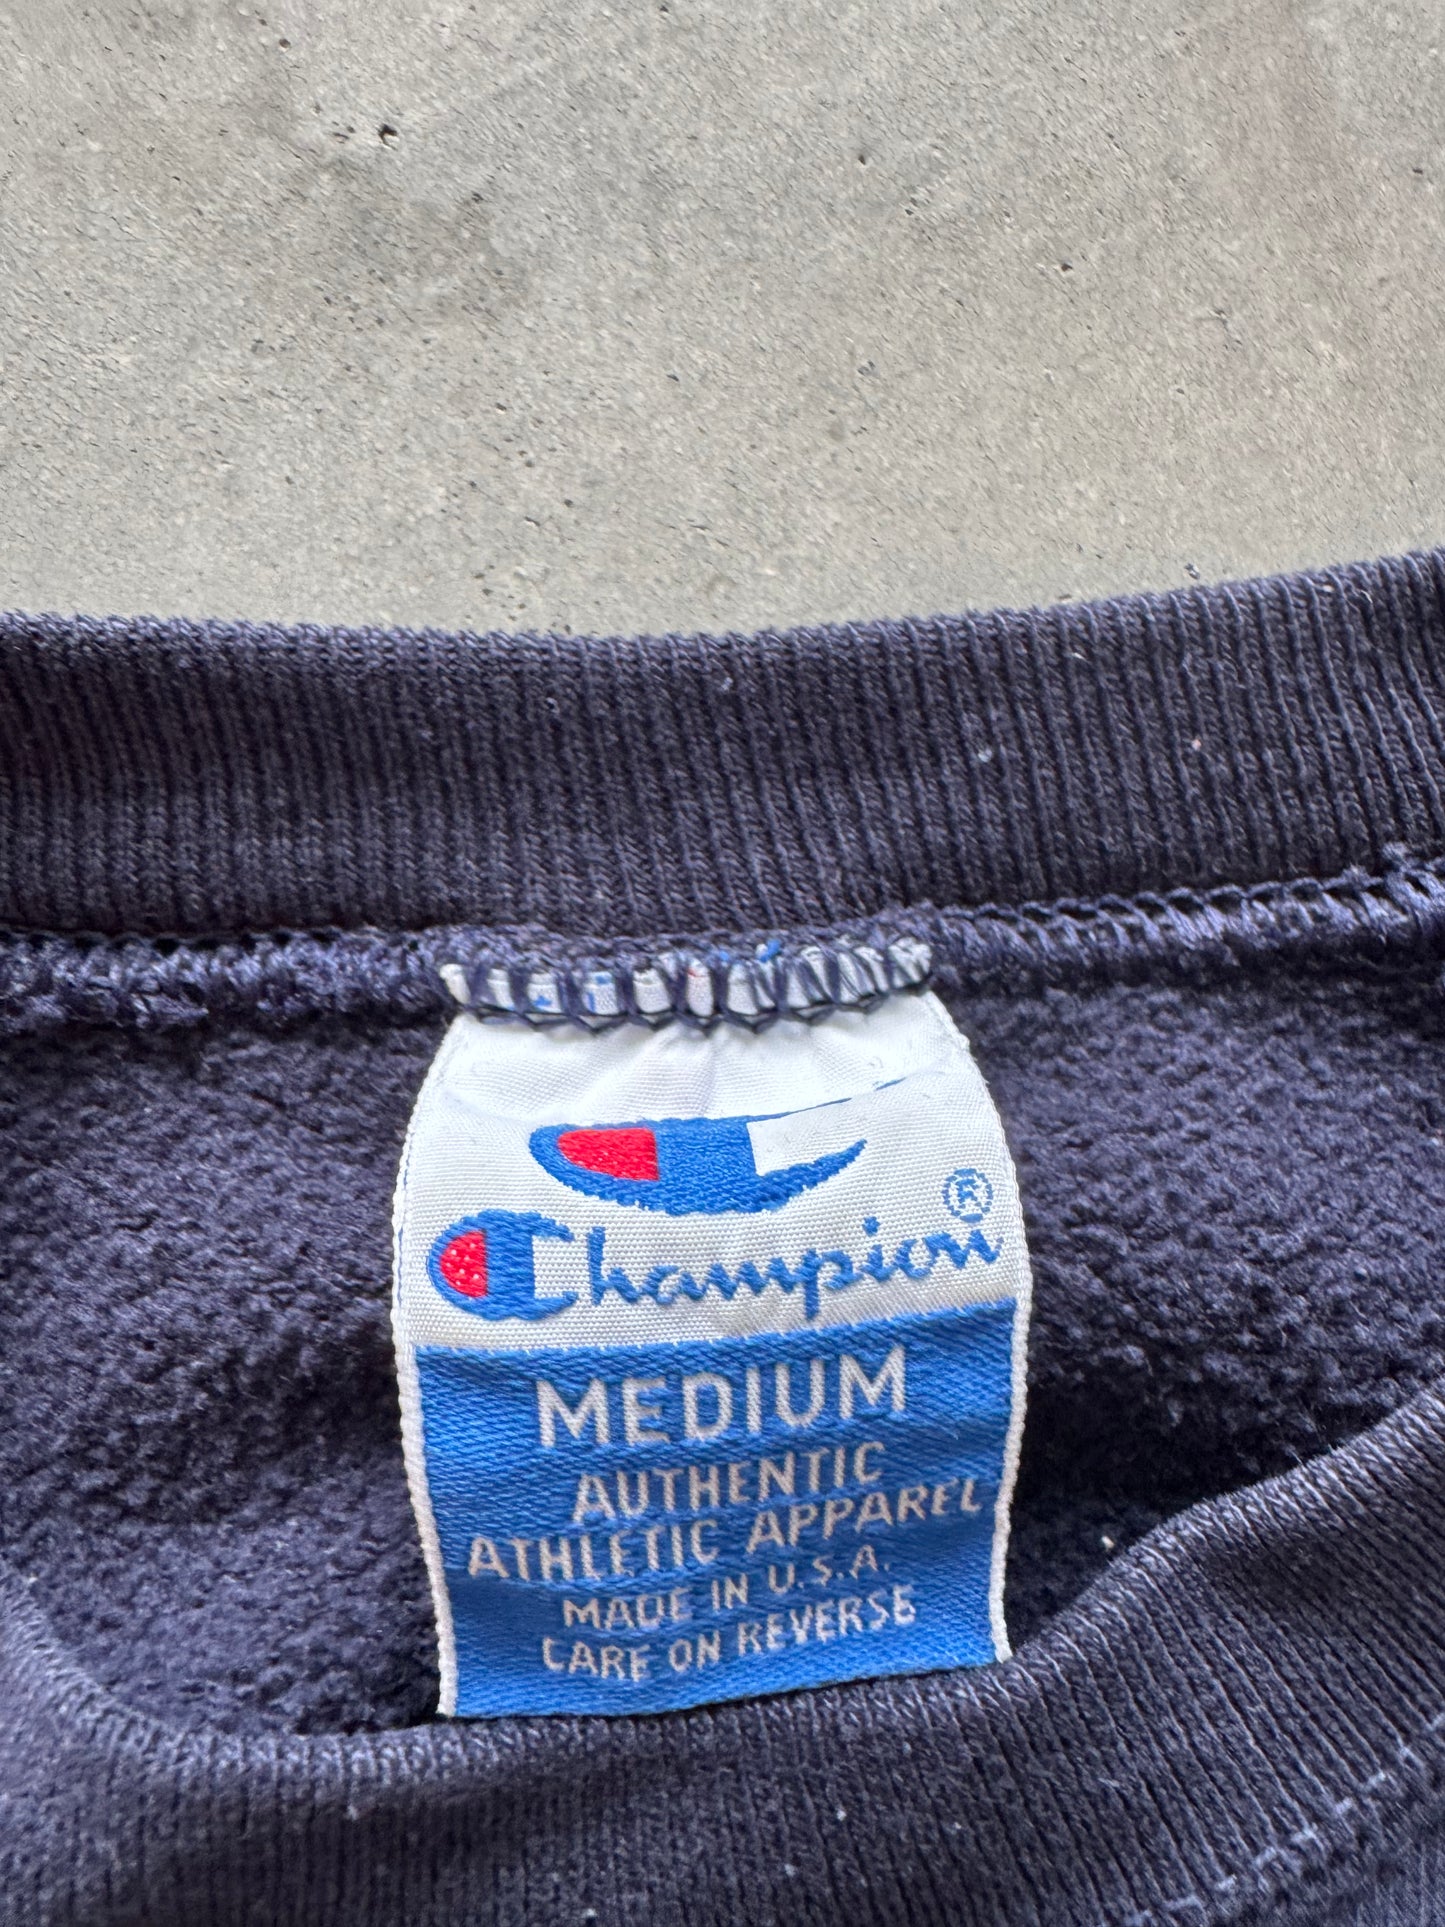 Champion®
MEDIUM
AUTHENTIC
ATHLETIC APPAREL
MADE IN U.S.A.
CARE ON REVERSE